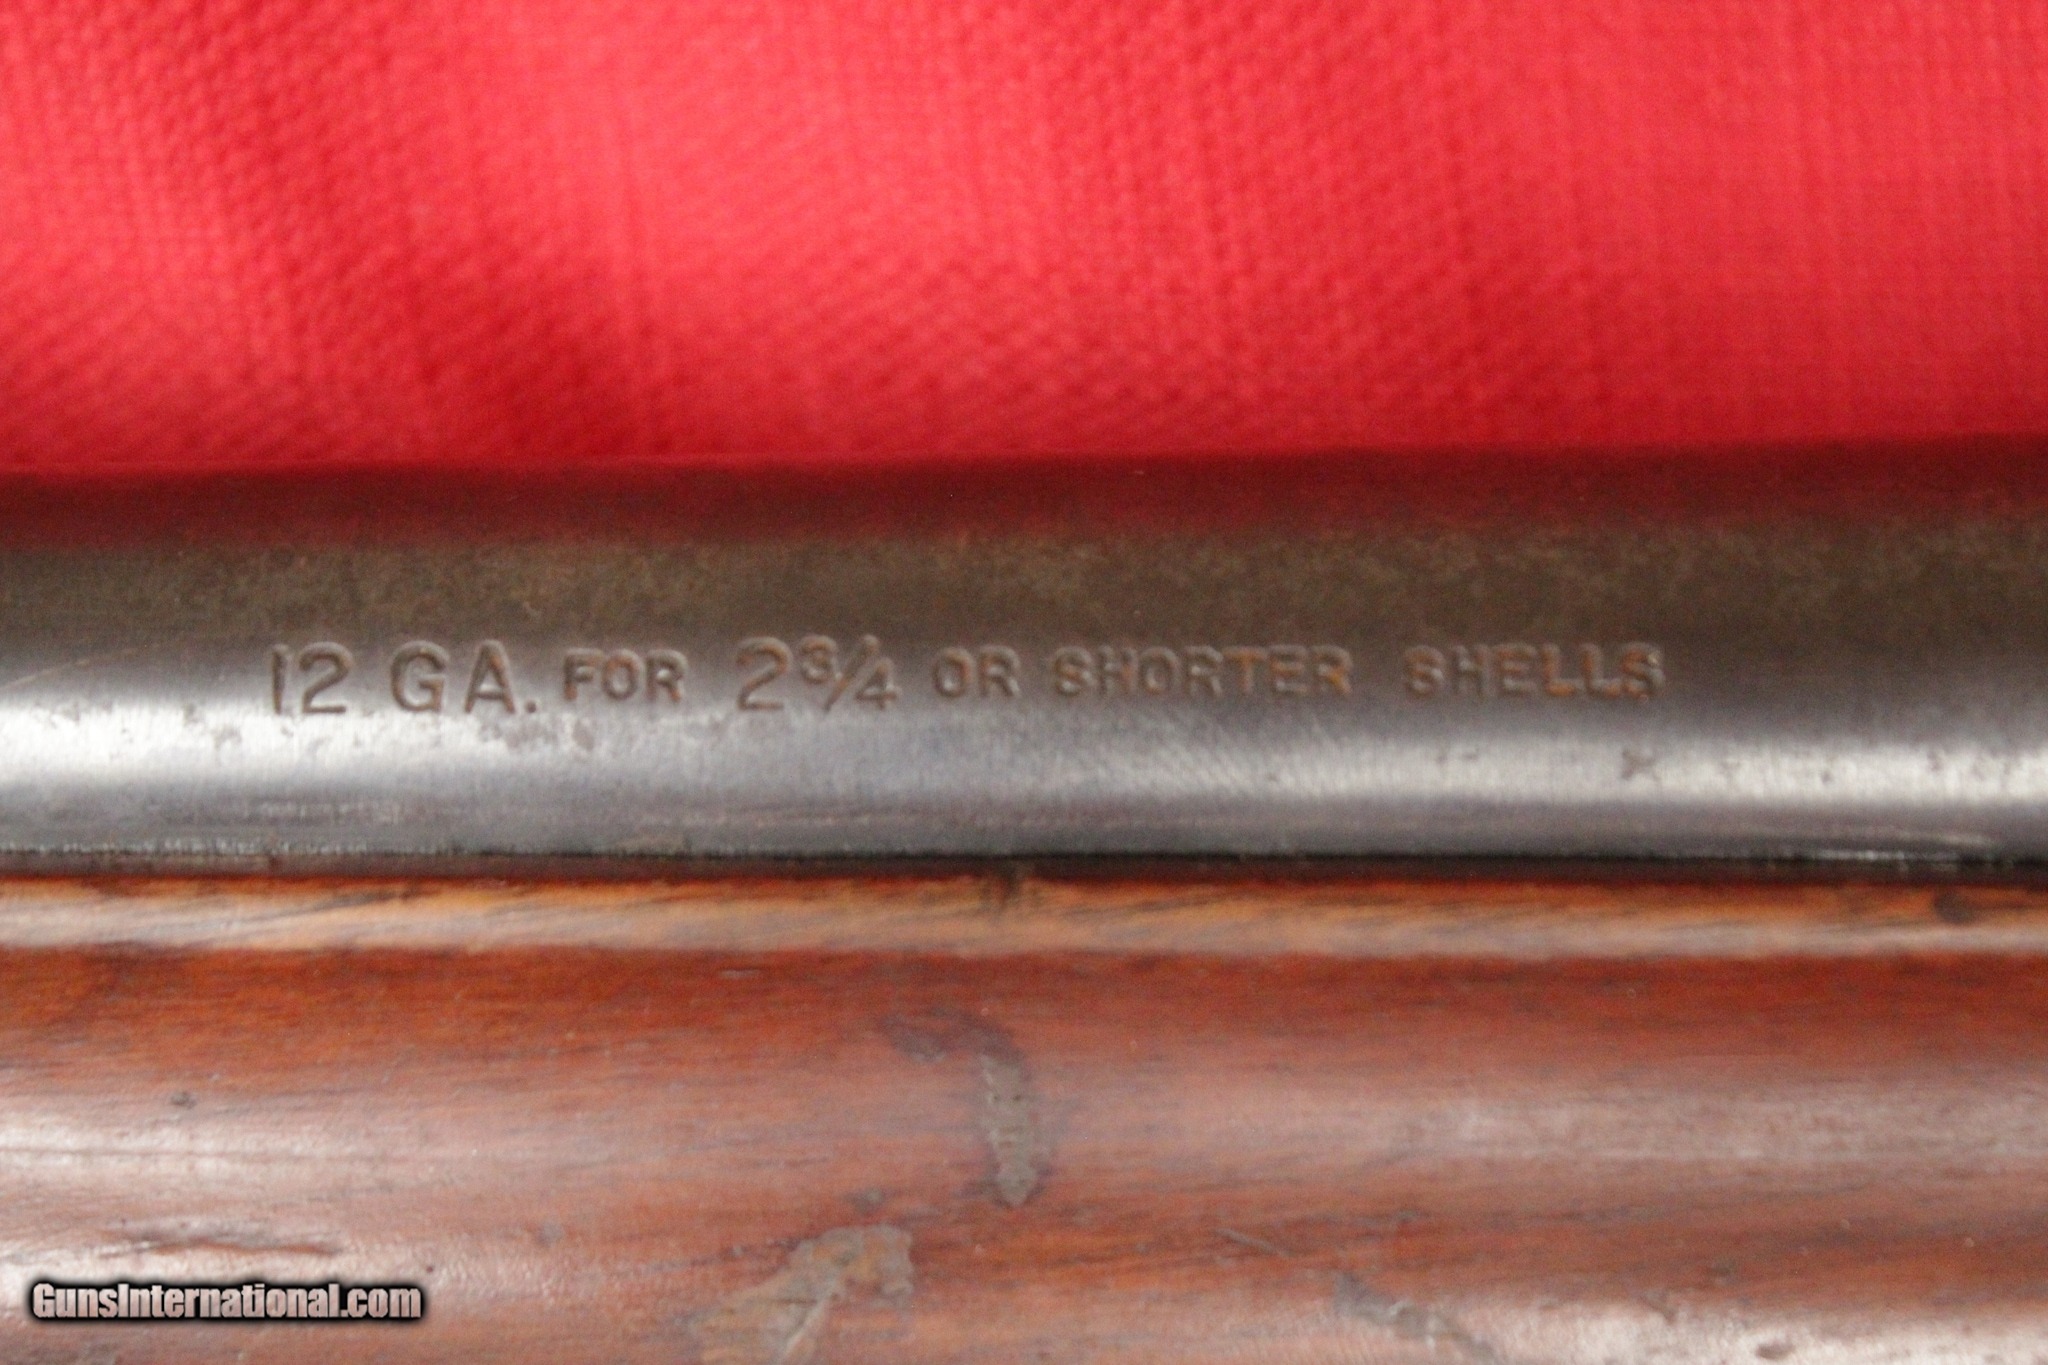 12 GA. FOR 2¾ OR SHORTER SHELLS
GunsInternational.com